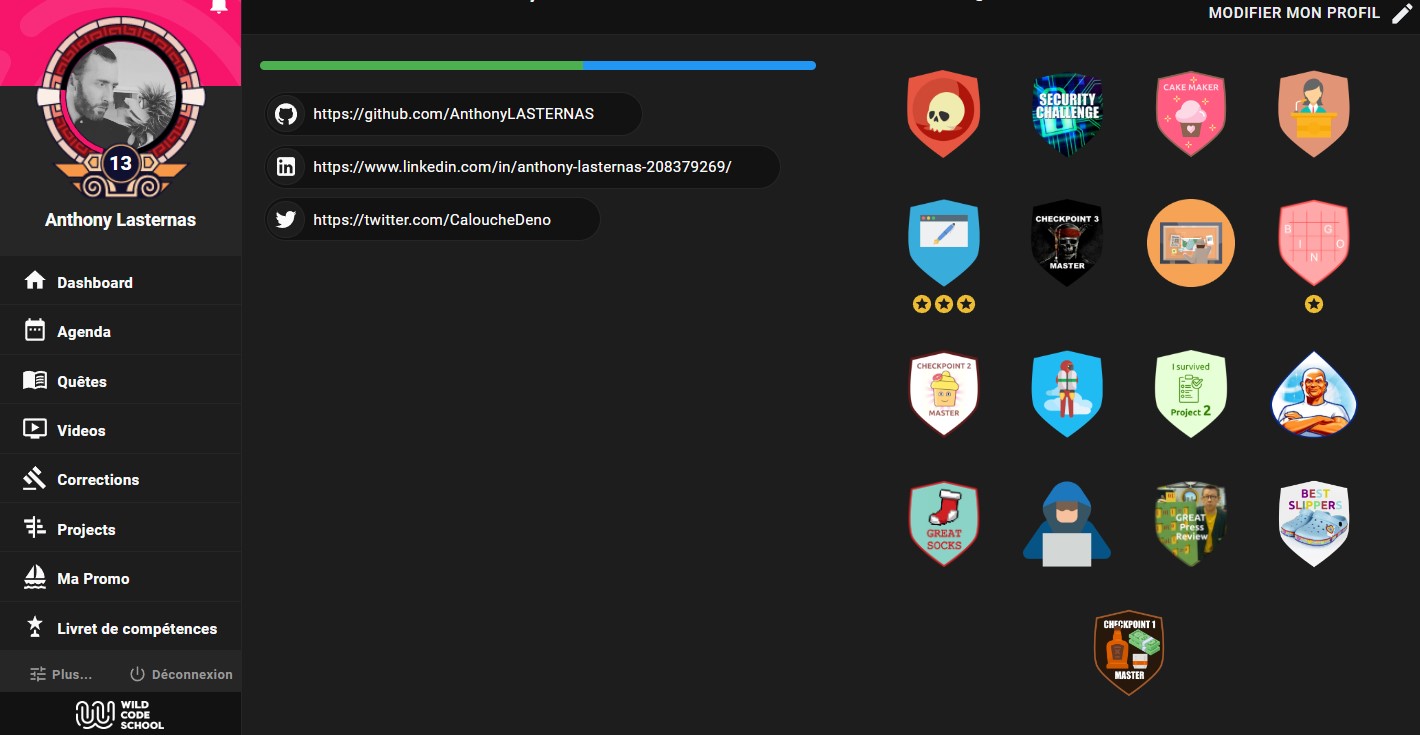 MODIFIER MON PROFIL
13
Anthony Lasternas
Dashboard
Agenda
Quêtes
Videos
Corrections
Projects
Ma Promo
Livret de compétences
Plus...
Déconnexion
WILD
CODE
SCHOOL
https://github.com/AnthonyLASTERNAS
https://www.linkedin.com/in/anthony-lasternas-208379269/
https://twitter.com/CaloucheDeno
SECURITY
CHALLENGE
CAKE MAKER
CHECKPOINT 3
MASTER
B G
I O
N
CHECKPOINT 2
MASTER
I survived
Project 2
GREAT
SOCKS
GREAT
Press
Review
BEST
SLIPPERS
CHECKPOINT 1
MASTER